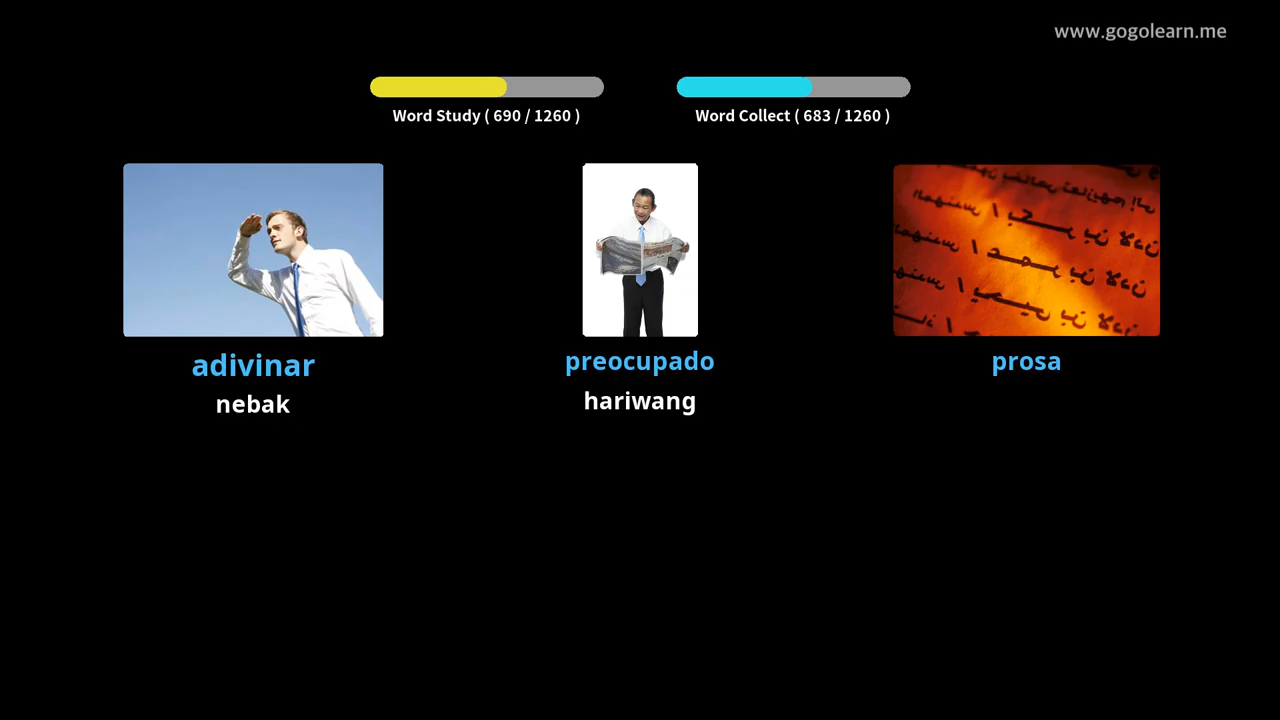 www.gogolearn.me
Word Study ( 690 / 1260 )
Word Collect ( 683 / 1260 )
adivinar
nebak
preocupado
hariwang
prosa